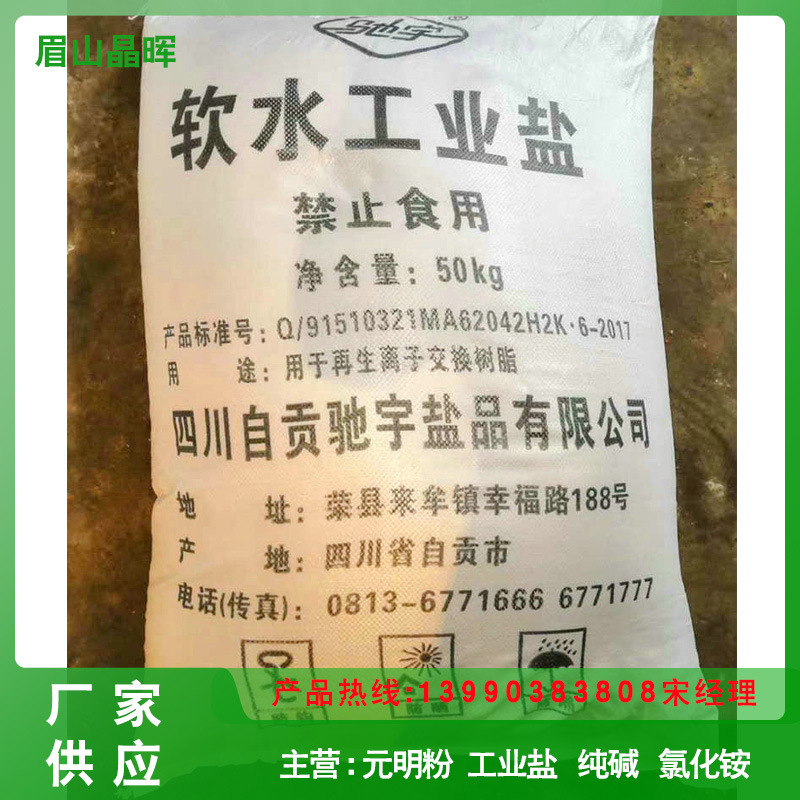 眉山晶晖
驰宇®
软水工业盐
禁止食用
净含量：50kg
产品标准号：Q/91510321MA62042H2K·6-2017
用途：用于再生离子交换树脂
四川自贡驰宇盐品有限公司
地址：荣县来牟镇幸福路188号
产地：四川省自贡市
电话(传真)：0813-6771666 6771777
厂家
供应
产品热线:13990383808宋经理
主营:元明粉 工业盐 纯碱 氯化铵